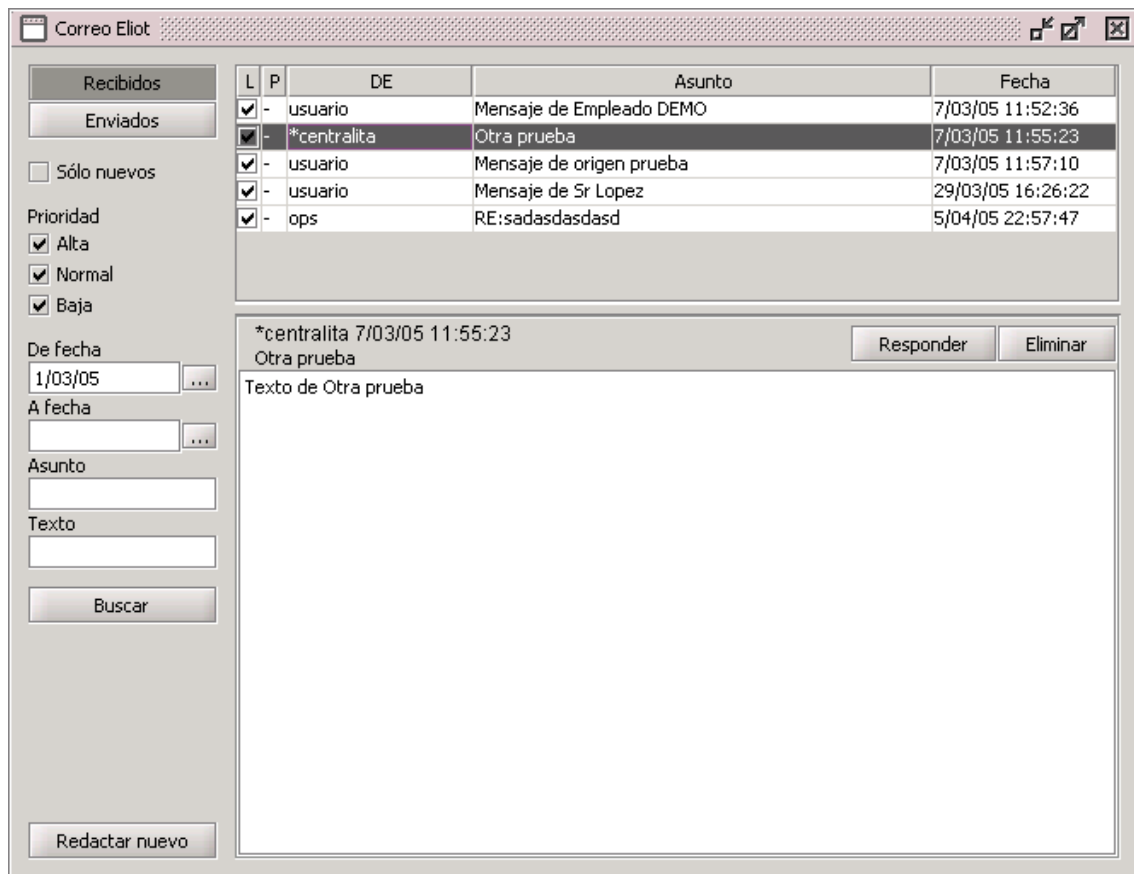 Correo Eliot
Recibidos
Enviados
Sólo nuevos
Prioridad
Alta
Normal
Baja
De fecha
1/03/05 ...
A fecha
...
Asunto
Texto
Buscar
Redactar nuevo
L P DE Asunto Fecha
- usuario Mensaje de Empleado DEMO 7/03/05 11:52:36
- *centralita Otra prueba 7/03/05 11:55:23
- usuario Mensaje de origen prueba 7/03/05 11:57:10
- usuario Mensaje de Sr Lopez 29/03/05 16:26:22
- ops RE:sadasdasdasd 5/04/05 22:57:47
*centralita 7/03/05 11:55:23
Otra prueba
Responder Eliminar
Texto de Otra prueba